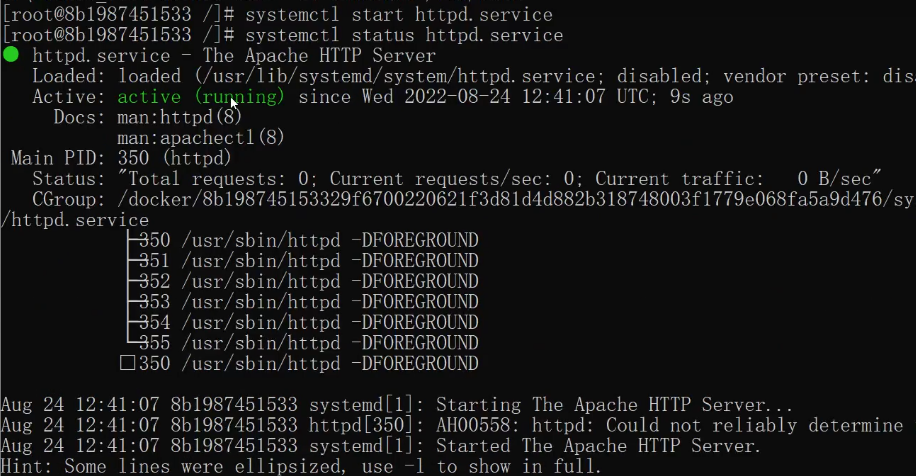 [root@8b1987451533 /]# systemctl start httpd.service
[root@8b1987451533 /]# systemctl status httpd.service
● httpd.service - The Apache HTTP Server
Loaded: loaded (/usr/lib/systemd/system/httpd.service; disabled; vendor preset: dis
Active: active (running) since Wed 2022-08-24 12:41:07 UTC; 9s ago
Docs: man:httpd(8)
man:apachectl(8)
Main PID: 350 (httpd)
Status: "Total requests: 0; Current requests/sec: 0; Current traffic:   0 B/sec"
CGroup: /docker/8b198745153329f6700220621f3d81d4d882b318748003f1779e068fa5a9d476/sy
/httpd.service
├─350 /usr/sbin/httpd -DFOREGROUND
├─351 /usr/sbin/httpd -DFOREGROUND
├─352 /usr/sbin/httpd -DFOREGROUND
├─353 /usr/sbin/httpd -DFOREGROUND
├─354 /usr/sbin/httpd -DFOREGROUND
└─355 /usr/sbin/httpd -DFOREGROUND
□350 /usr/sbin/httpd -DFOREGROUND
Aug 24 12:41:07 8b1987451533 systemd[1]: Starting The Apache HTTP Server...
Aug 24 12:41:07 8b1987451533 httpd[350]: AH00558: httpd: Could not reliably determine
Aug 24 12:41:07 8b1987451533 systemd[1]: Started The Apache HTTP Server.
Hint: Some lines were ellipsized, use -l to show in full.